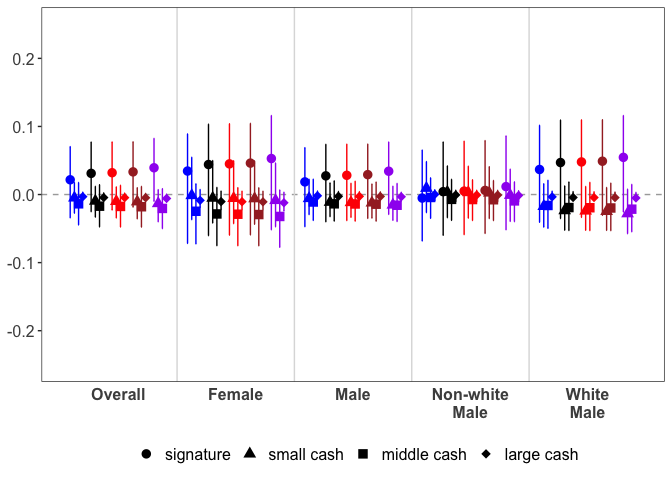 0.2
0.1
0.0
-0.1
-0.2
Overall Female Male Non-white White
Male Male
signature small cash middle cash large cash